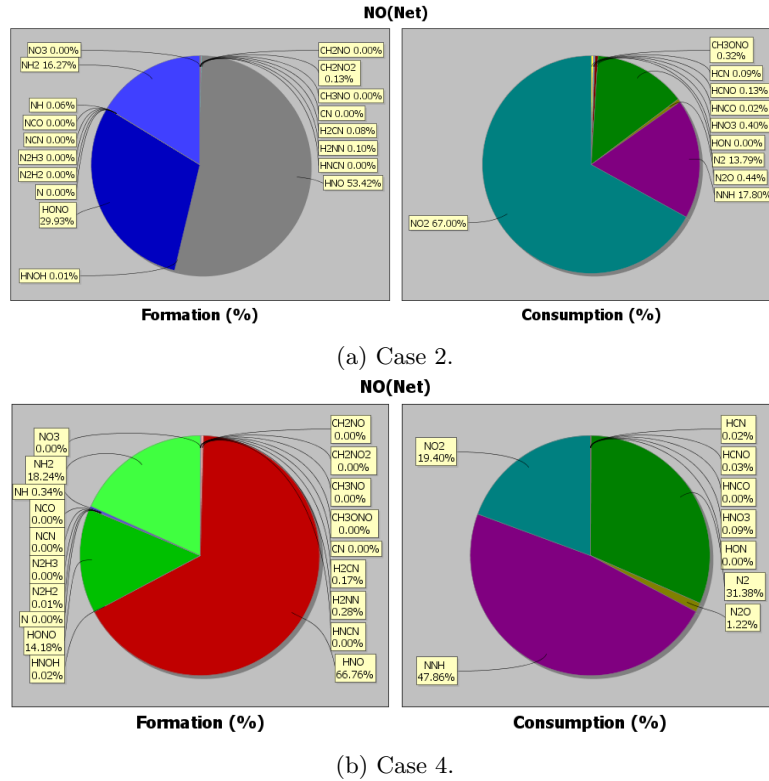 NO(Net)
NO3 0.00%
NH2 16.27%
NH 0.06%
NCO 0.00%
NCN 0.00%
N2H3 0.00%
N2H2 0.00%
N 0.00%
HONO
29.93%
HNOH 0.01%
CH2NO 0.00%
CH2NO2
0.13%
CH3NO 0.00%
CN 0.00%
H2CN 0.08%
H2NN 0.10%
HNCN 0.00%
HNO 53.42%
Formation (%)
NO2 67.00%
CH3ONO
0.32%
HCN 0.09%
HCNO 0.13%
HNCO 0.02%
HNO3 0.40%
HON 0.00%
N2 13.79%
N2O 0.44%
NNH 17.80%
Consumption (%)
(a) Case 2.
NO(Net)
NO3
0.00%
NH2
18.24%
NH 0.34%
NCO
0.00%
NCN
0.00%
N2H3
0.00%
N2H2
0.01%
N 0.00%
HONO
14.18%
HNOH
0.02%
CH2NO
0.00%
CH2NO2
0.00%
CH3NO
0.00%
CH3ONO
0.00%
CN 0.00%
H2CN
0.17%
H2NN
0.28%
HNCN
0.00%
HNO
66.76%
Formation (%)
NO2
19.40%
NNH
47.86%
HCN
0.02%
HCNO
0.03%
HNCO
0.00%
HNO3
0.09%
HON
0.00%
N2
31.38%
N2O
1.22%
Consumption (%)
(b) Case 4.